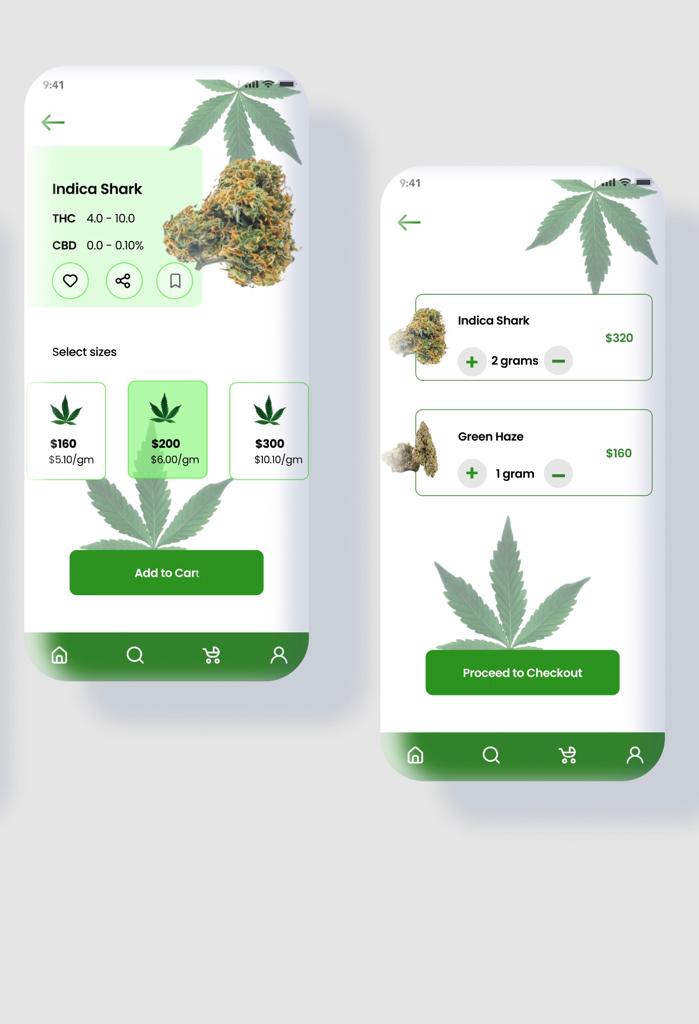 9:41
Indica Shark
THC 4.0 - 10.0
CBD 0.0 - 0.10%
Select sizes
$160
$5.10/gm
$200
$6.00/gm
$300
$10.10/gm
Add to Cart
9:41
Indica Shark
$320
2 grams
Green Haze
$160
1 gram
Proceed to Checkout